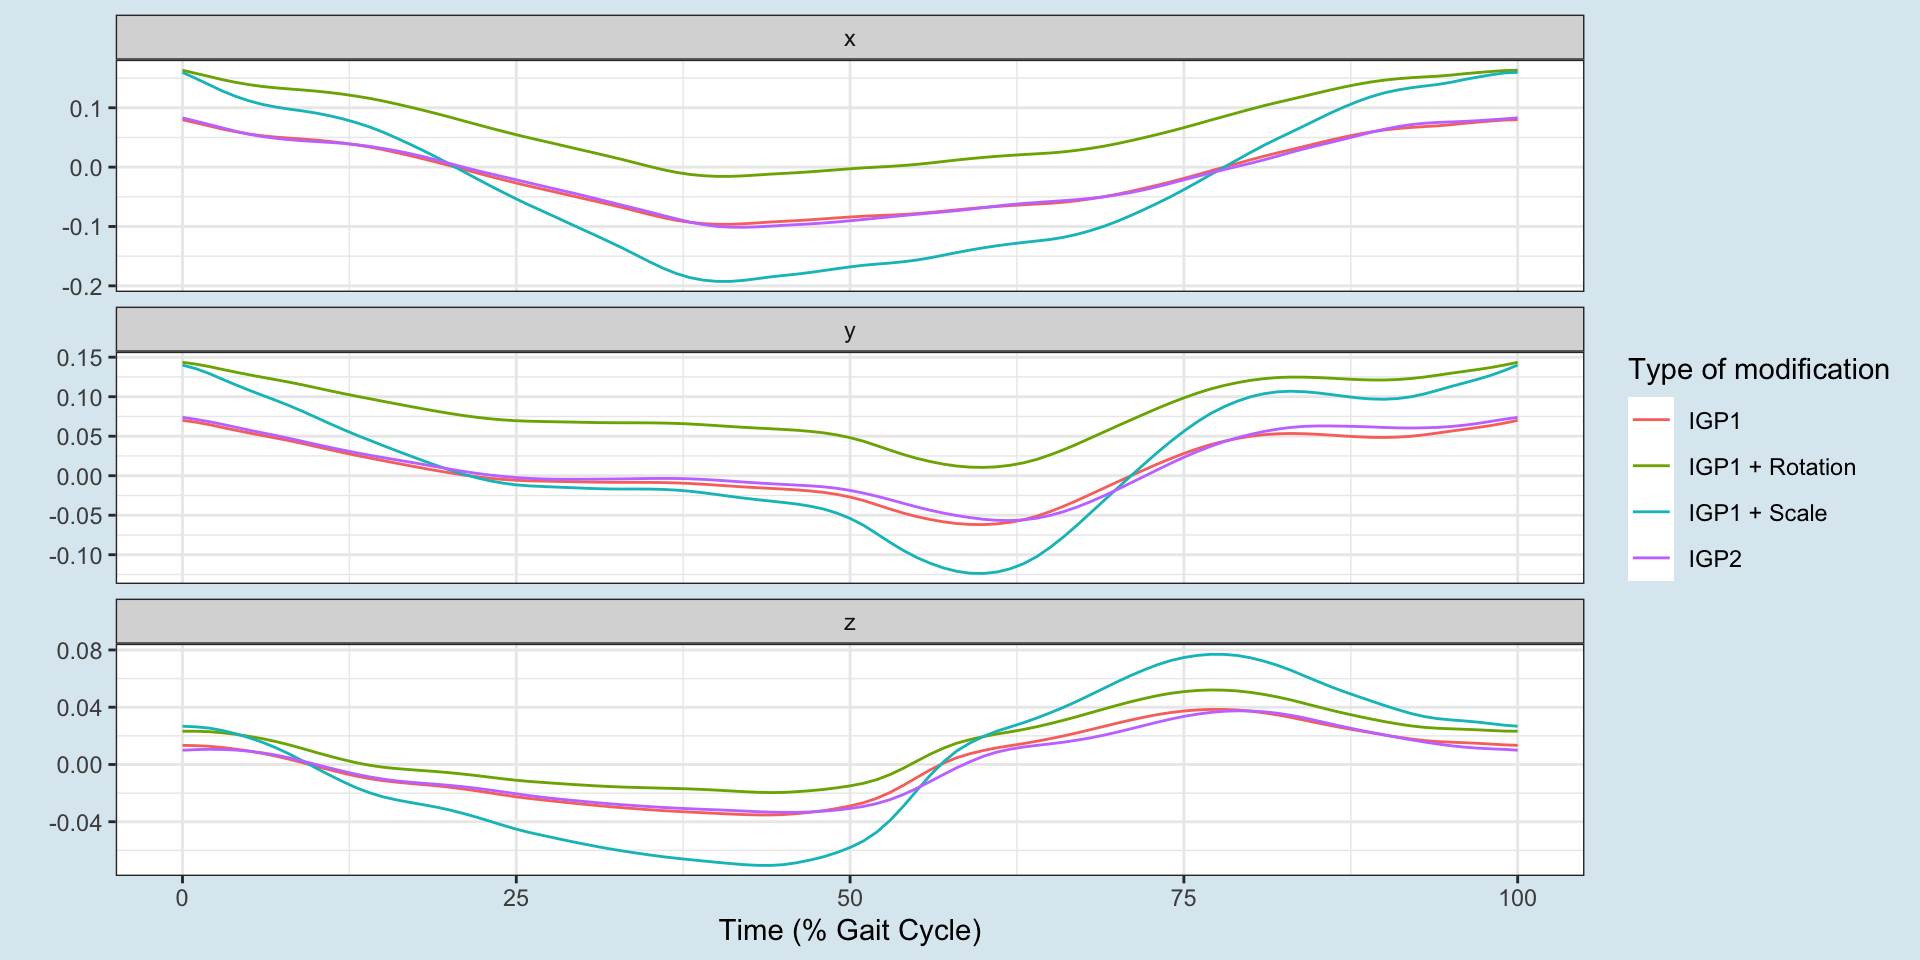 x
0.1
0.0
-0.1
-0.2
y
0.15
0.10
0.05
0.00
-0.05
-0.10
z
0.08
0.04
0.00
-0.04
0 25 50 75 100
Time (% Gait Cycle)
Type of modification
IGP1
IGP1 + Rotation
IGP1 + Scale
IGP2